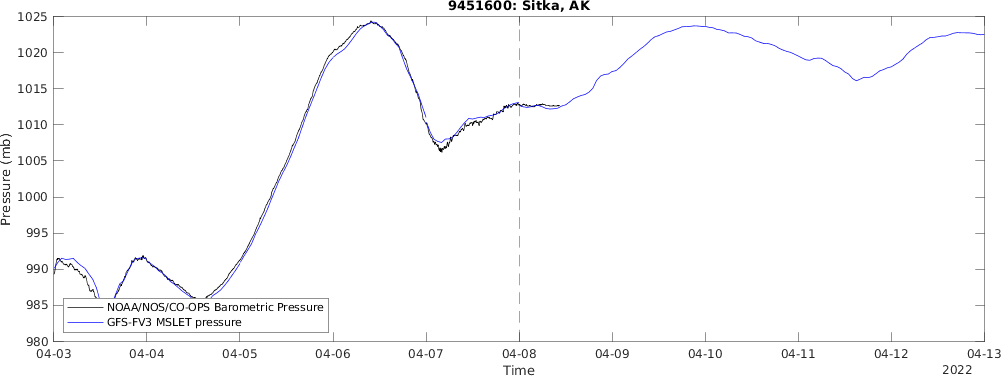 9451600: Sitka, AK
1025
1020
1015
1010
1005
1000
995
990
985
980
Pressure (mb)
NOAA/NOS/CO-OPS Barometric Pressure
GFS-FV3 MSLET pressure
04-03 04-04 04-05 04-06 04-07 04-08 04-09 04-10 04-11 04-12 04-13
Time
2022